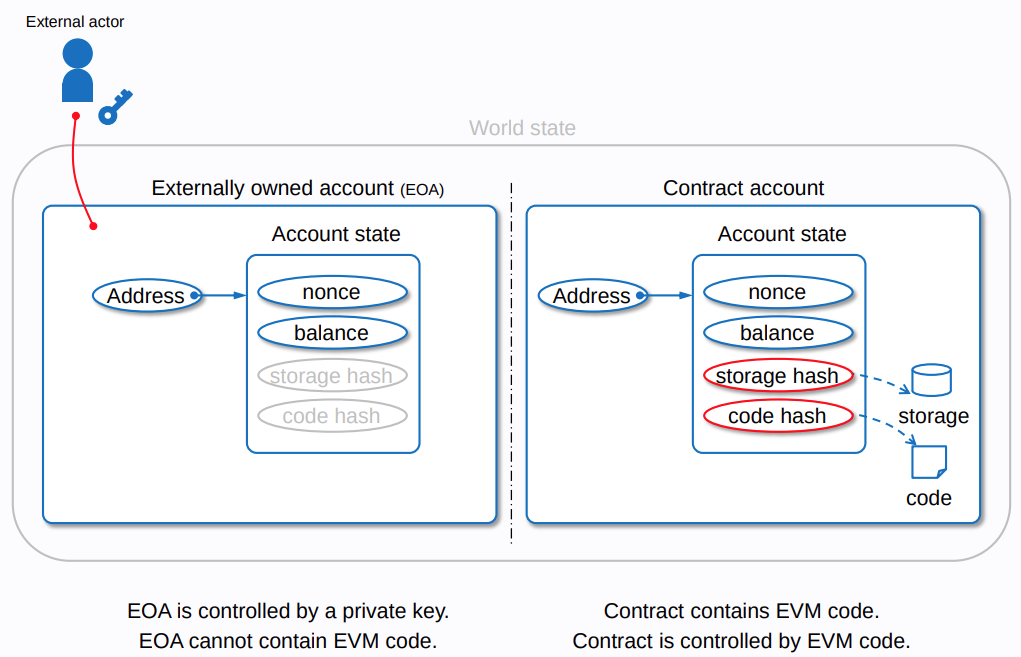 External actor
World state
Externally owned account (EOA)
Account state
Address
nonce
balance
storage hash
code hash
Contract account
Account state
Address
nonce
balance
storage hash
code hash
storage
code
EOA is controlled by a private key.
EOA cannot contain EVM code.
Contract contains EVM code.
Contract is controlled by EVM code.